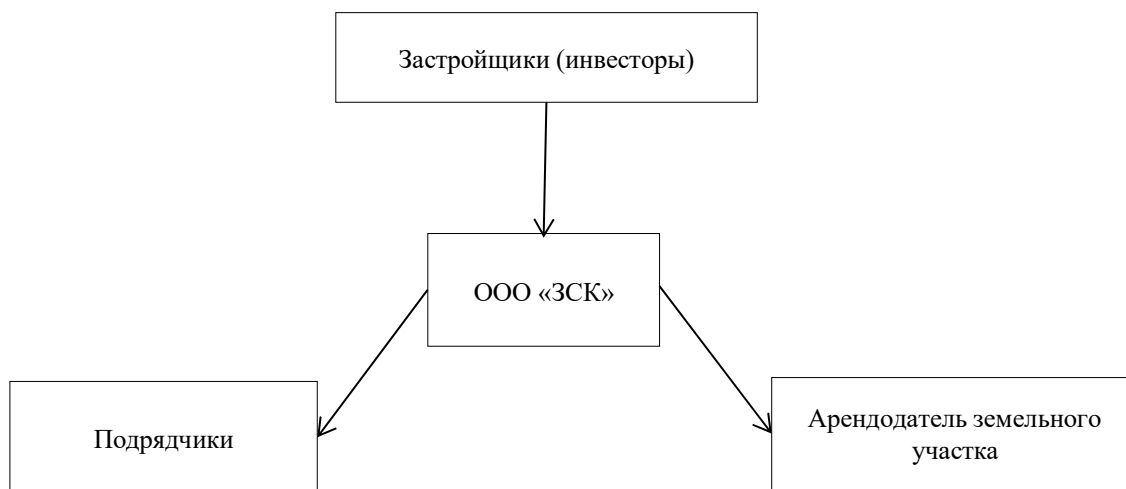 Застройщики (инвесторы)
ООО «ЗСК»
Подрядчики
Арендодатель земельного
участка